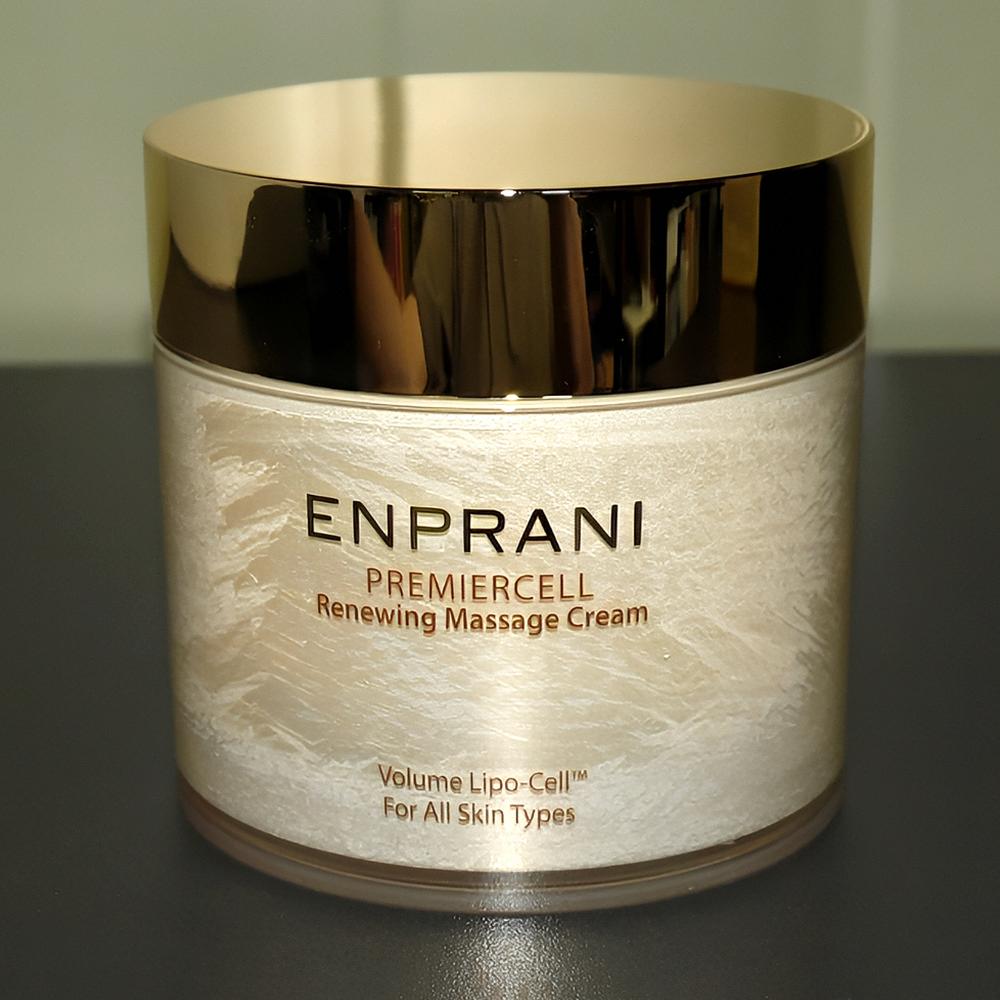 ENPRANI
PREMIERCELL
Renewing Massage Cream
Volume Lipo-Cell™
For All Skin Types